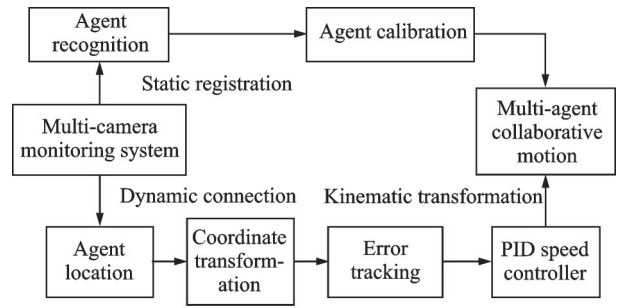 Agent
recognition
Agent calibration
Static registration
Multi-camera
monitoring system
Multi-agent
collaborative
motion
Dynamic connection
Kinematic transformation
Agent
location
Coordinate
transform-
ation
Error
tracking
PID speed
controller